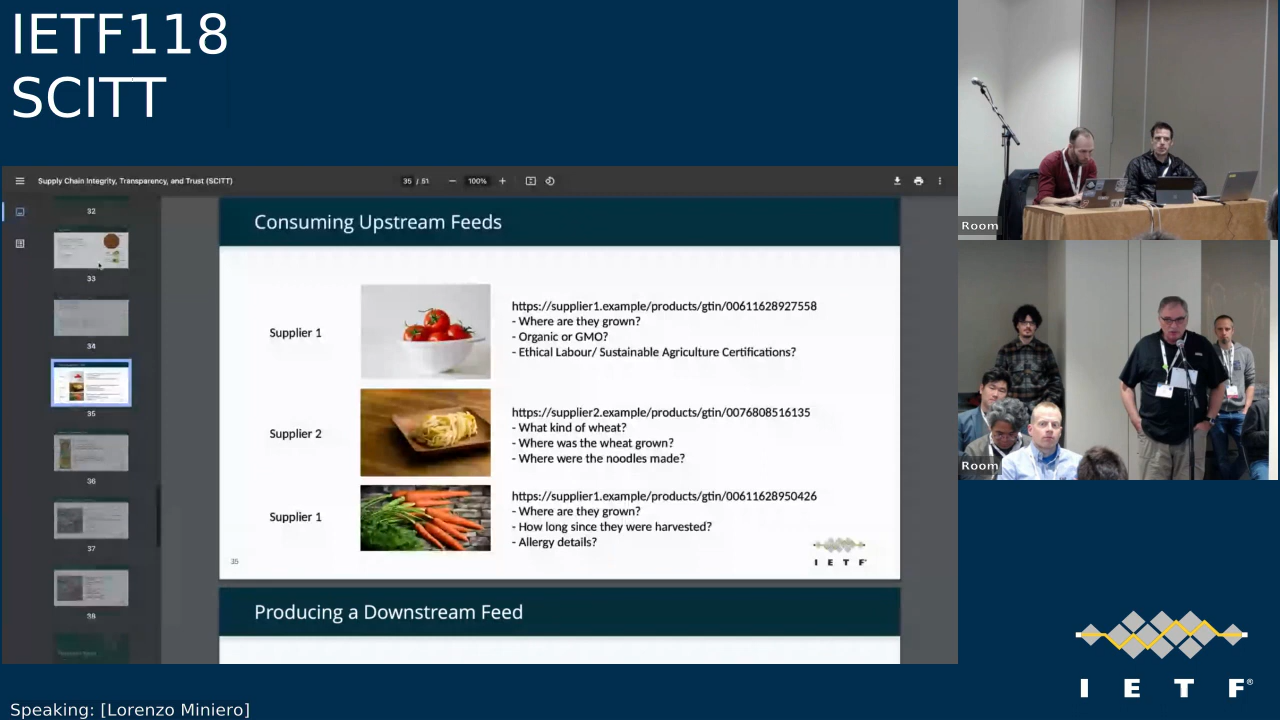 IETF118
SCITT
Supply Chain Integrity, Transparency, and Trust (SCITT)
35 / 51
100%
32
33
34
35
36
37
38
Consuming Upstream Feeds
Supplier 1
https://supplier1.example/products/gtin/00611628927558
- Where are they grown?
- Organic or GMO?
- Ethical Labour/ Sustainable Agriculture Certifications?
Supplier 2
https://supplier2.example/products/gtin/0076808516135
- What kind of wheat?
- Where was the wheat grown?
- Where were the noodles made?
Supplier 1
https://supplier1.example/products/gtin/00611628950426
- Where are they grown?
- How long since they were harvested?
- Allergy details?
35
I E T F
Producing a Downstream Feed
Room
Room
I E T F®
Speaking: [Lorenzo Miniero]